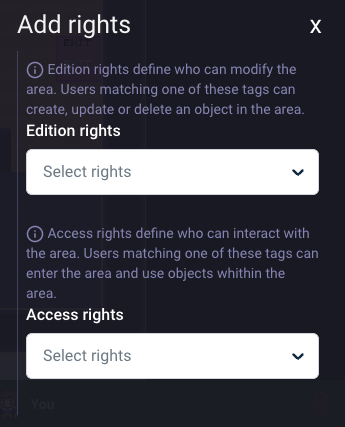 Add rights
X
Edition rights define who can modify the
area. Users matching one of these tags can
create, update or delete an object in the area.
Edition rights
Select rights
Access rights define who can interact with
the area. Users matching one of these tags can
enter the area and use objects whithin the
area.
Access rights
Select rights
You